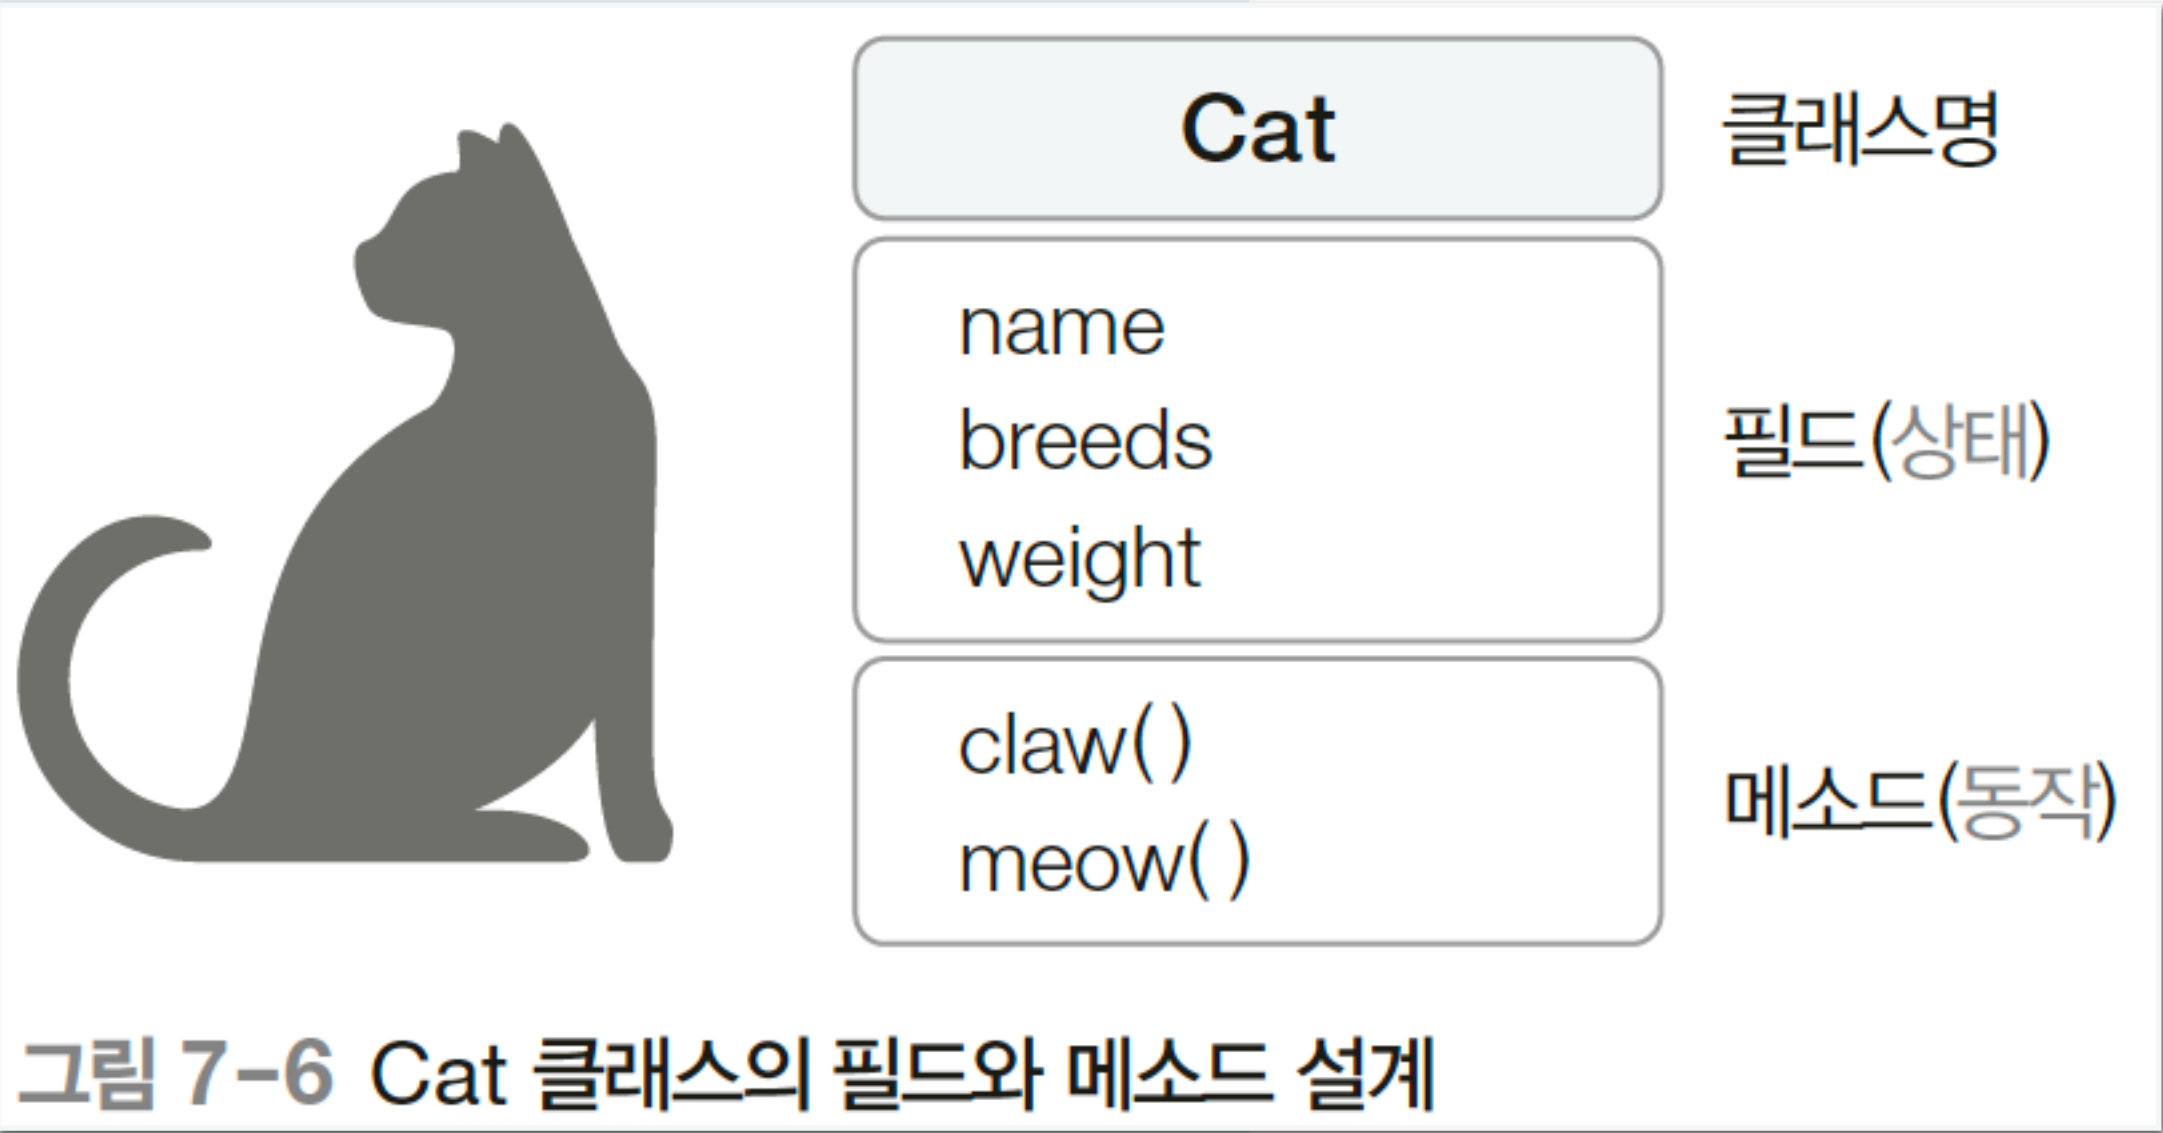 Cat
클래스명
name
breeds
weight
필드(상태)
claw( )
meow( )
메소드(동작)
그림 7-6 Cat 클래스의 필드와 메소드 설계